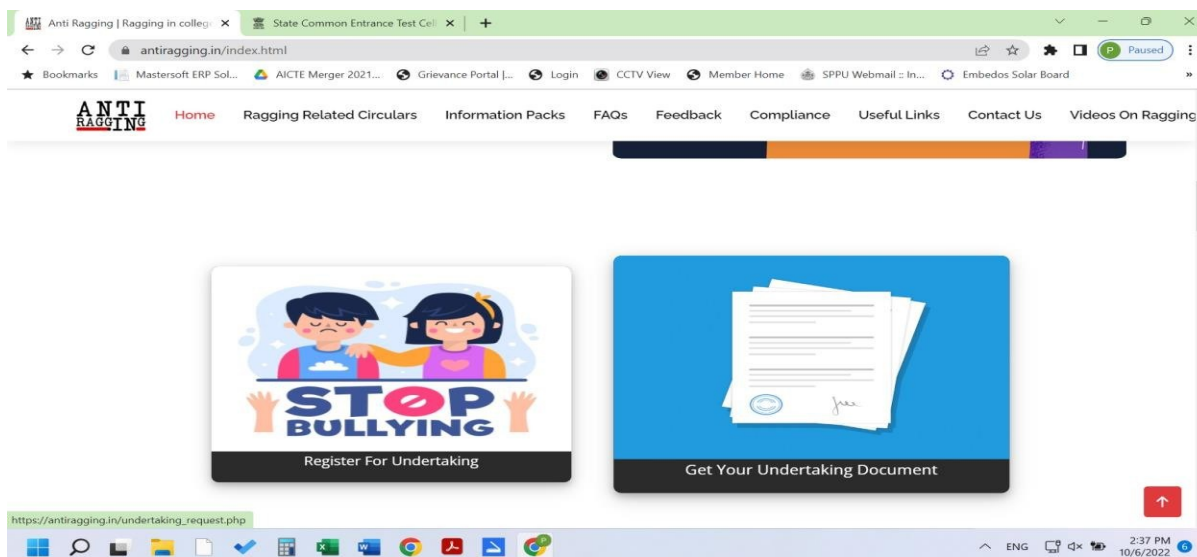 Anti Ragging | Ragging in colleg
State Common Entrance Test Cell
antiragging.in/index.html
P Paused
Bookmarks Mastersoft ERP Sol... AICTE Merger 2021... Grievance Portal |... Login CCTV View Member Home SPPU Webmail :: In... Embedos Solar Board »
ANTI
RAGGING
Home Ragging Related Circulars Information Packs FAQs Feedback Compliance Useful Links Contact Us Videos On Ragging
STOP
BULLYING
Register For Undertaking
Get Your Undertaking Document
https://antiragging.in/undertaking_request.php
ENG
2:37 PM
10/6/2022
6